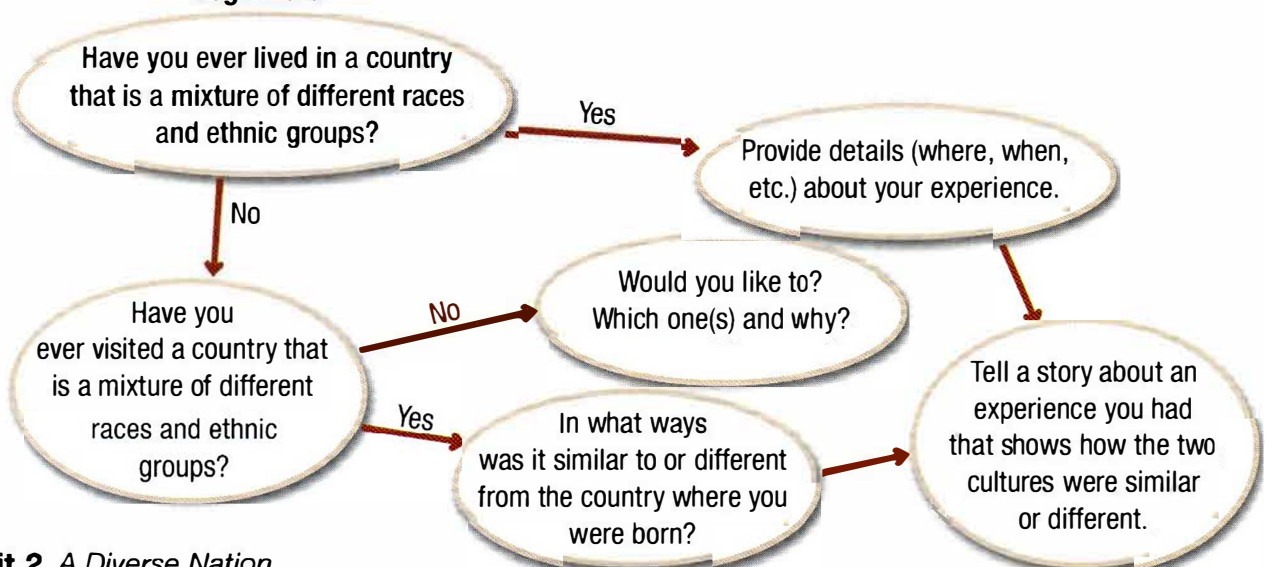 Have you ever lived in a country
that is a mixture of different races
and ethnic groups?
Yes
Provide details (where, when,
etc.) about your experience.
No
Have you
ever visited a country that
is a mixture of different
races and ethnic
groups?
No
Would you like to?
Which one(s) and why?
Yes
In what ways
was it similar to or different
from the country where you
were born?
Tell a story about an
experience you had
that shows how the two
cultures were similar
or different.
2 A Diverse Nation